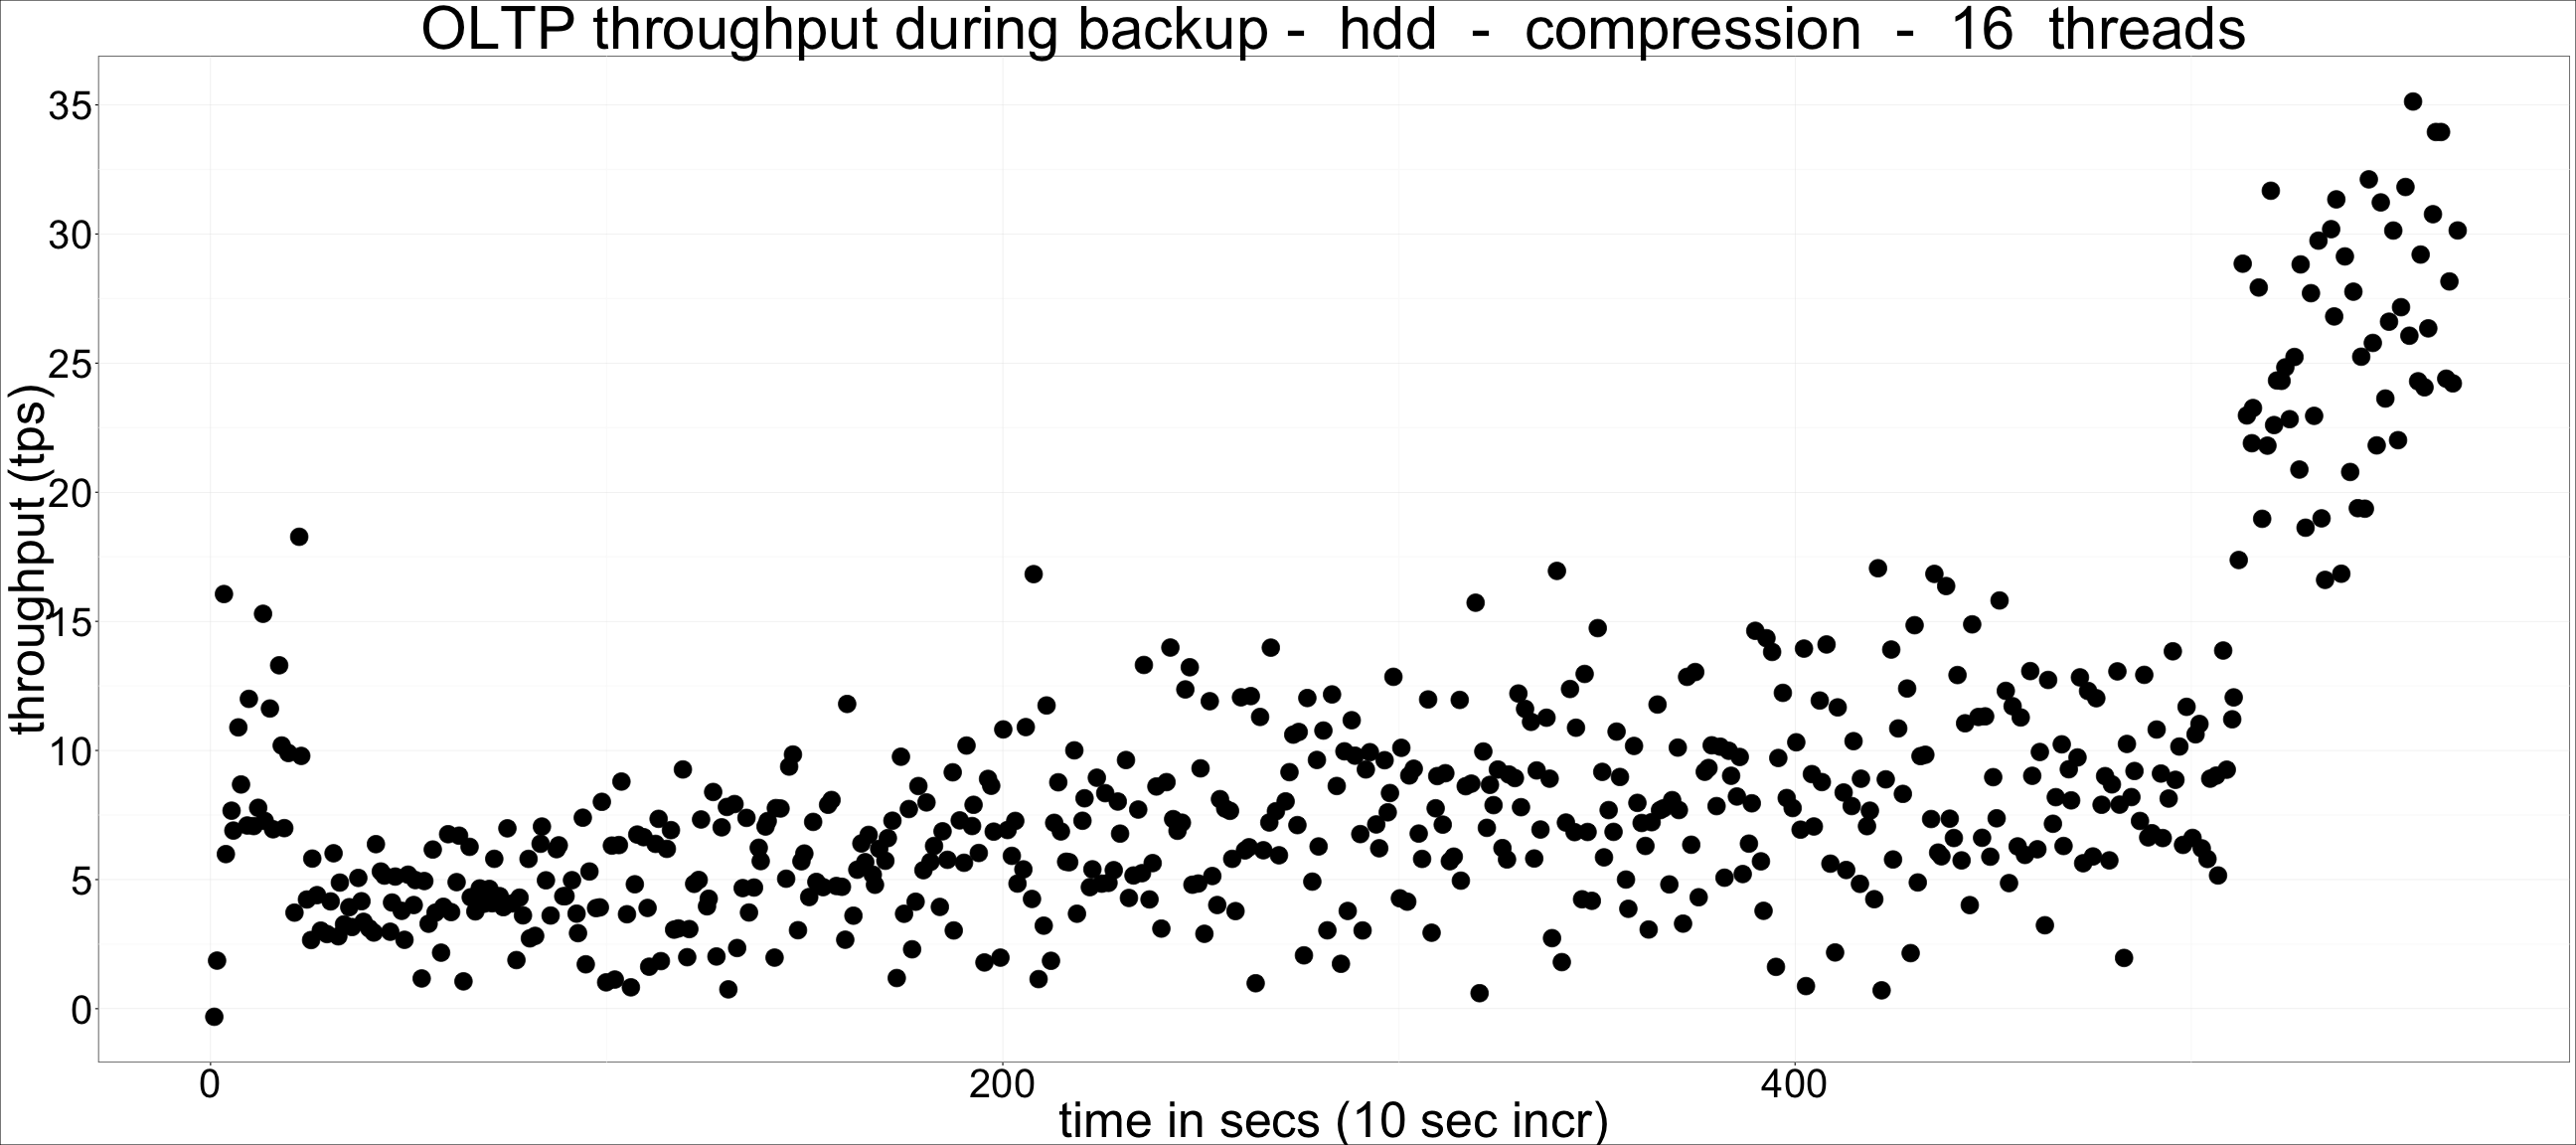 OLTP throughput during backup - hdd - compression - 16 threads
throughput (tps)
35
30
25
20
15
10
5
0
0 200 400
time in secs (10 sec incr)